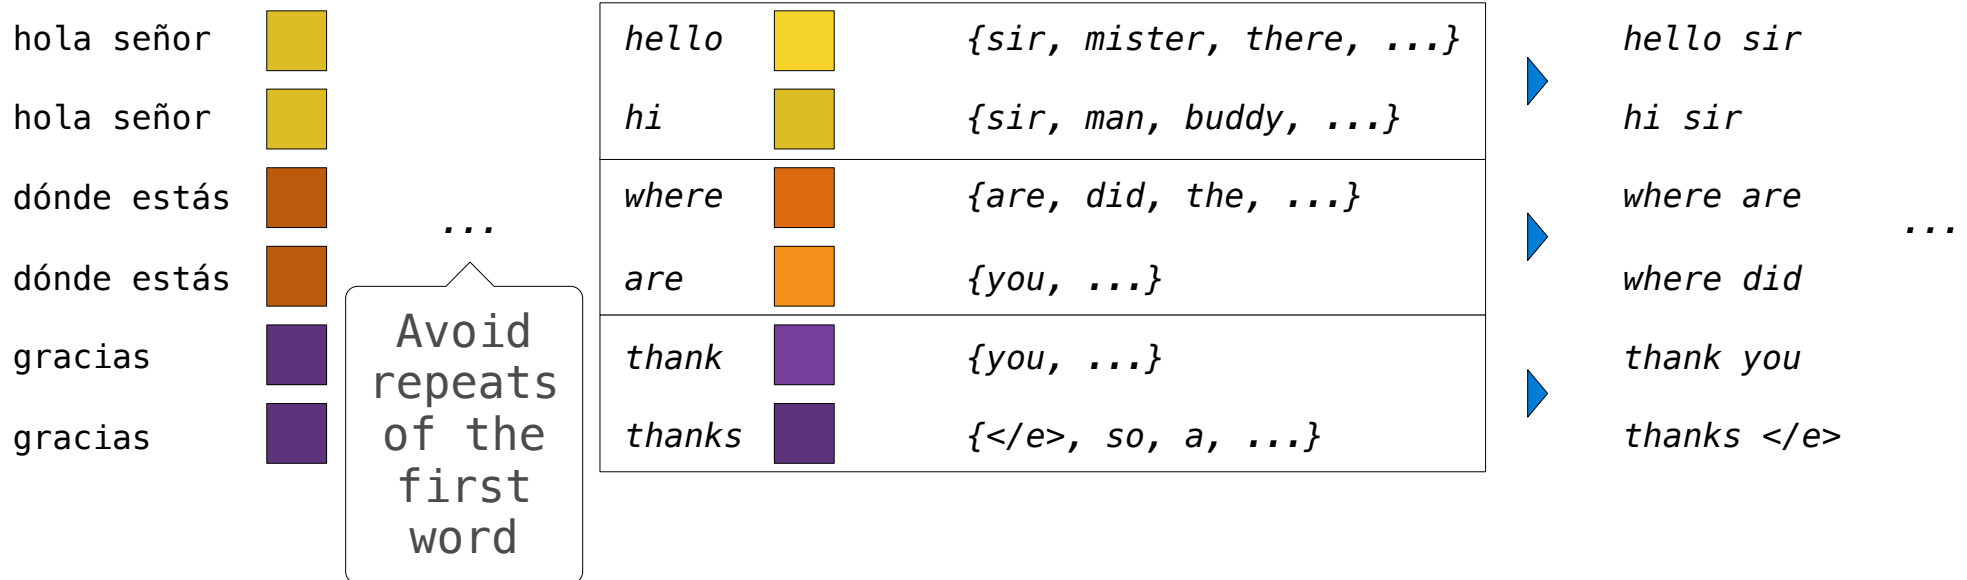 hola señor hello {sir, mister, there, ...} hello sir
hola señor hi {sir, man, buddy, ...} hi sir
dónde estás where {are, did, the, ...} where are
... ...
dónde estás are {you, ...} where did
gracias thank {you, ...} thank you
gracias thanks {</e>, so, a, ...} thanks </e>
Avoid
repeats
of the
first
word